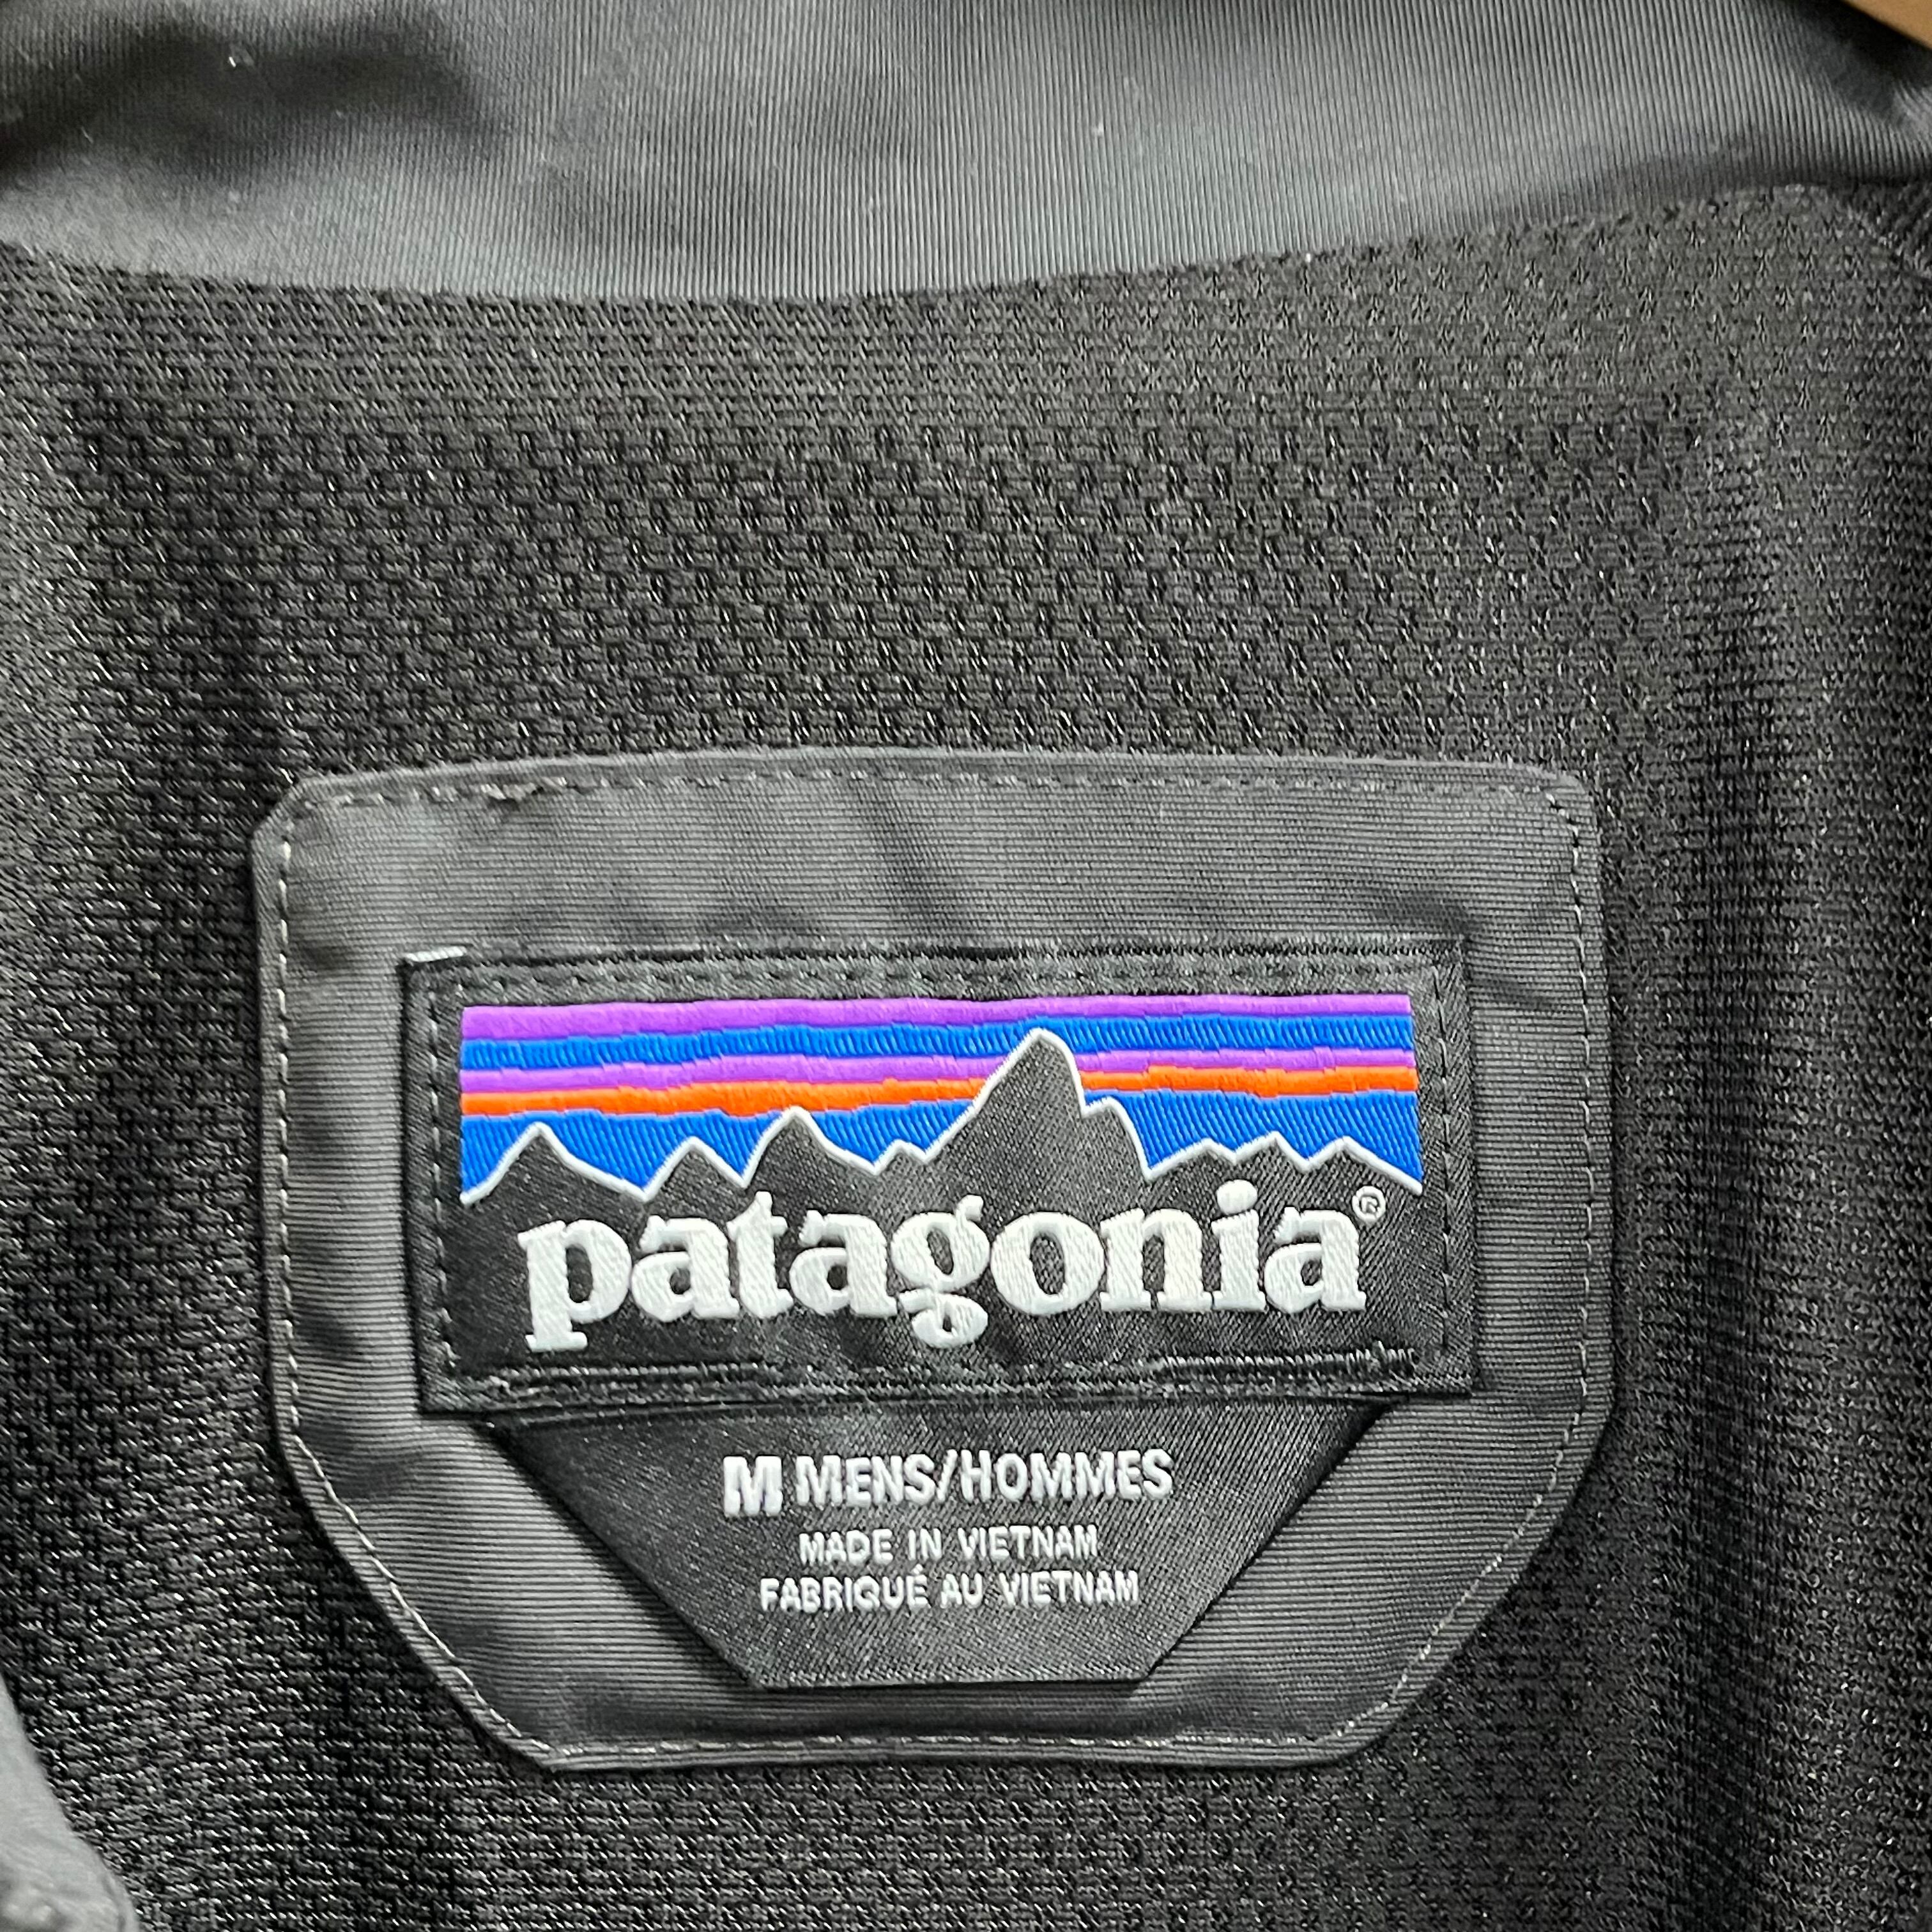 patagonia®
M MENS/HOMMES
MADE IN VIETNAM
FABRIQUÉ AU VIETNAM